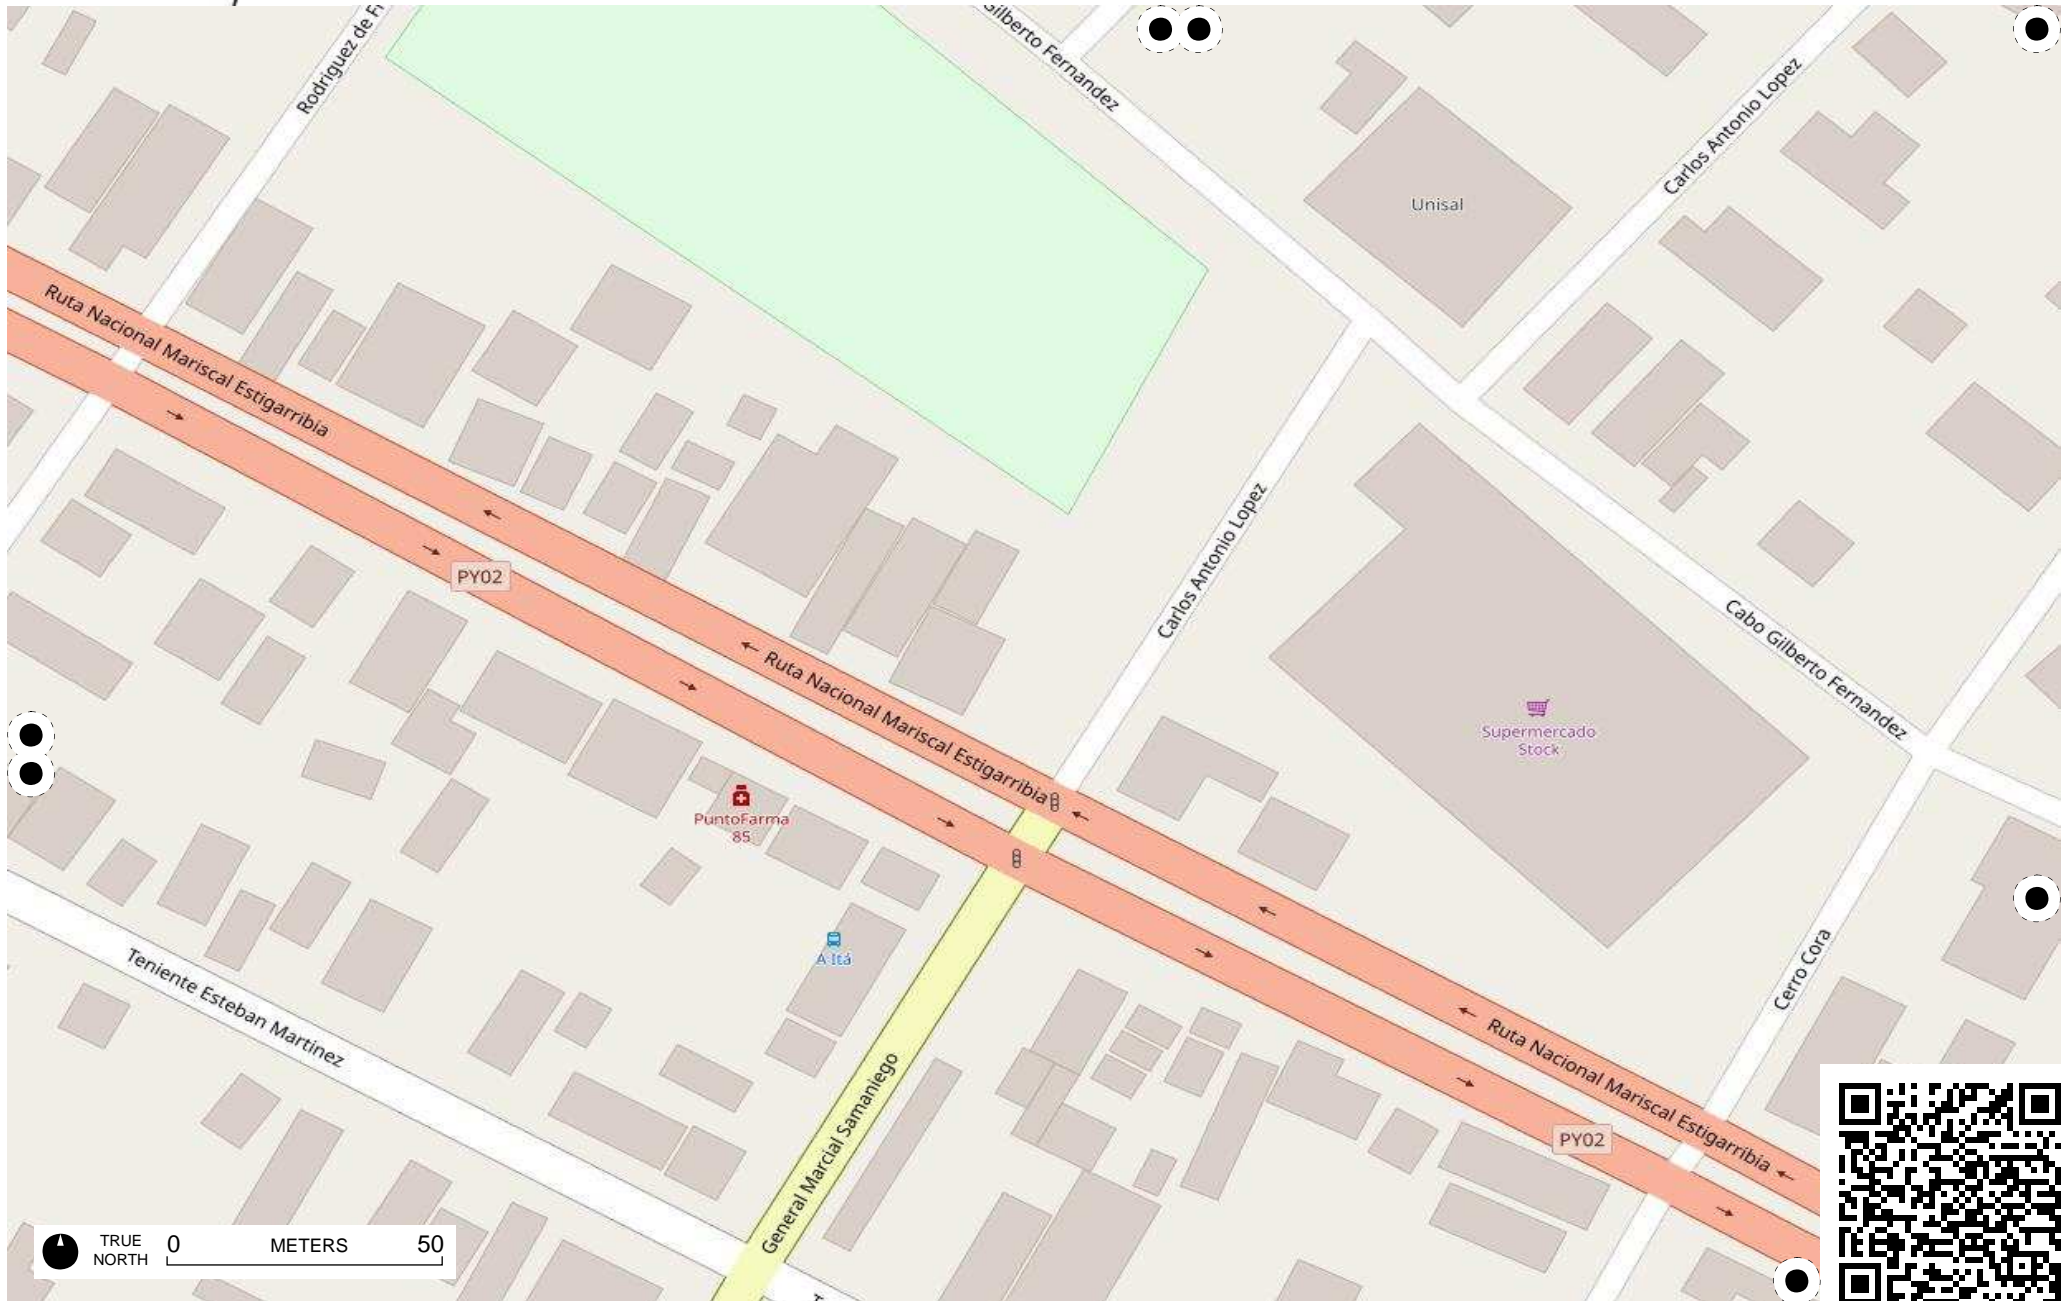 Gilberto Fernandez
Rodriguez de
Carlos Antonio Lopez
Unisal
Ruta Nacional Mariscal Estigarribia
Carlos Antonio Lopez
PY02
Cabo Gilberto Fernandez
Ruta Nacional Mariscal Estigarribia
Supermercado
Stock
PuntoFarma
85
A Itá
Cerro Cora
Teniente Esteban Martinez
Ruta Nacional Mariscal Estigarribia
General Marcial Samaniego
PY02
TRUE
NORTH
0 METERS 50